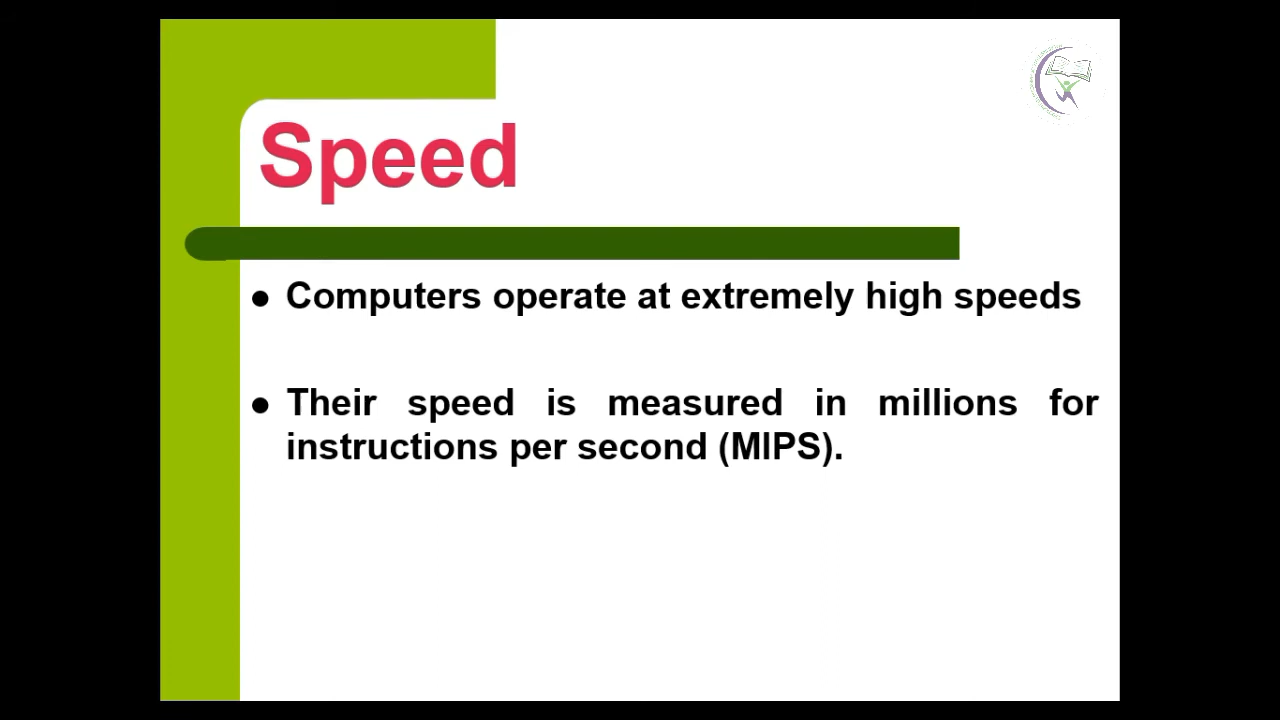 Speed
● Computers operate at extremely high speeds
● Their speed is measured in millions for
instructions per second (MIPS).